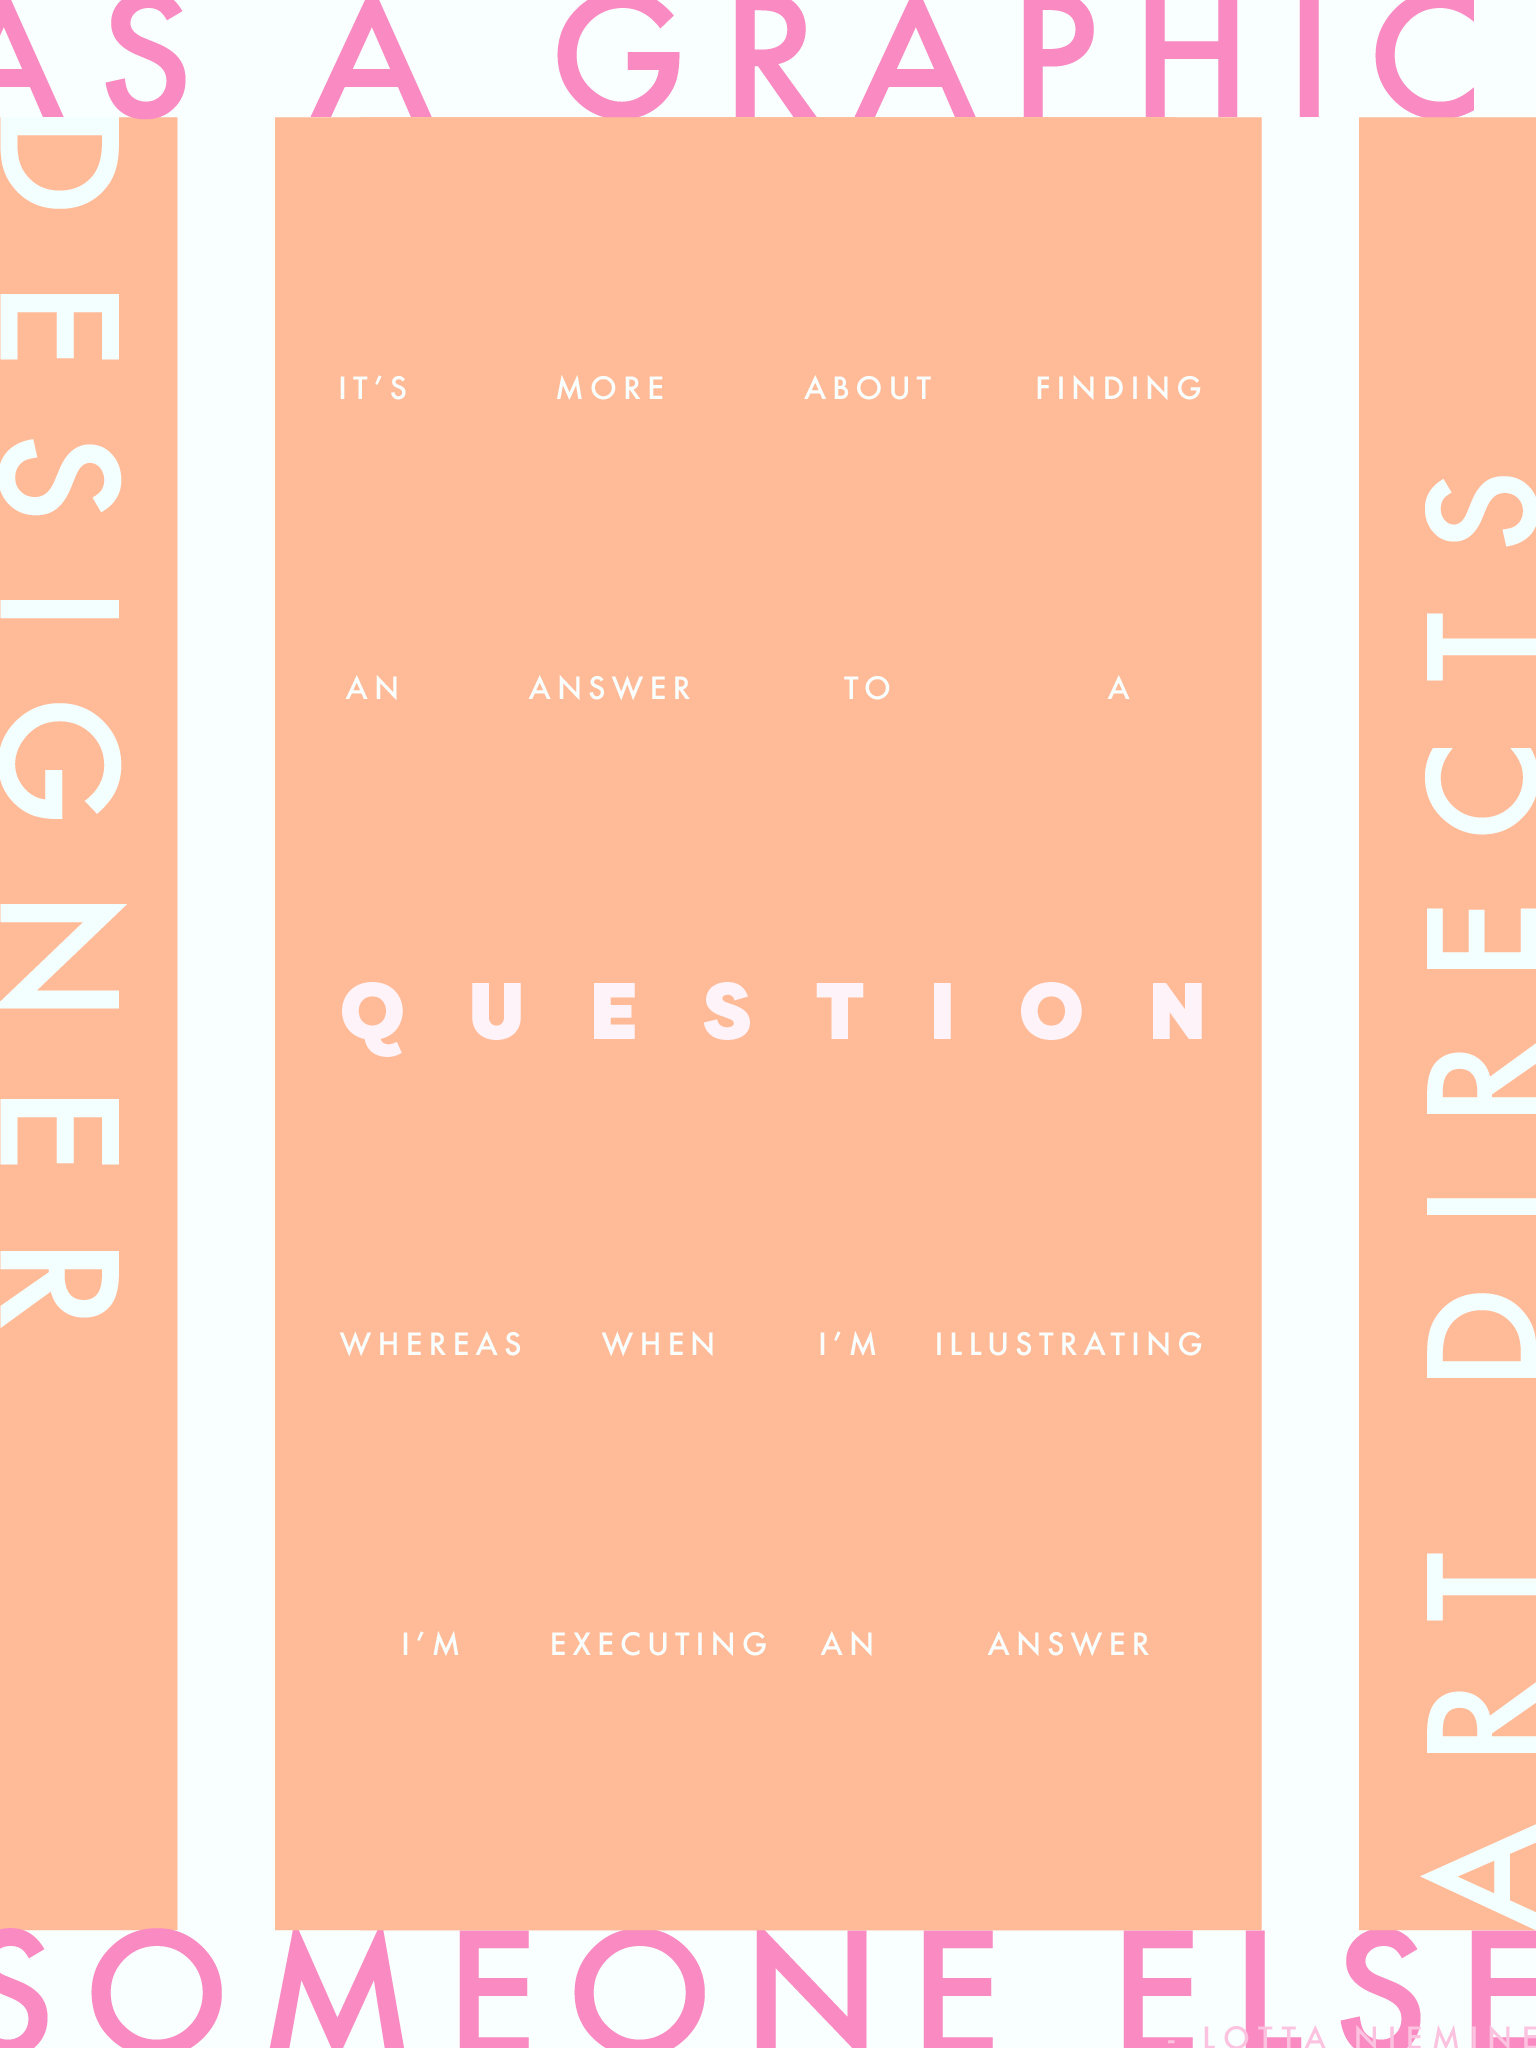 AS A GRAPHIC
DESIGNER
IT’S MORE ABOUT FINDING
AN ANSWER TO A
QUESTION
WHEREAS WHEN I’M ILLUSTRATING
I’M EXECUTING AN ANSWER
ART DIRECTS
SOMEONE ELSE
- LOTTA NIEMINE